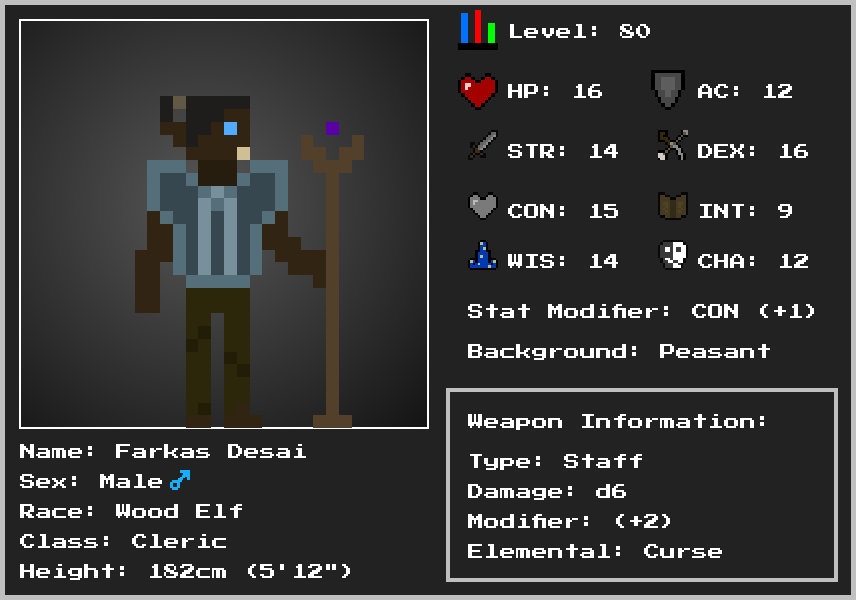 Level: 80
HP: 16
AC: 12
STR: 14
DEX: 16
CON: 15
INT: 9
WIS: 14
CHA: 12
Stat Modifier: CON (+1)
Background: Peasant
Weapon Information:
Type: Staff
Damage: d6
Modifier: (+2)
Elemental: Curse
Name: Farkas Desai
Sex: Male♂
Race: Wood Elf
Class: Cleric
Height: 182cm (5'12")